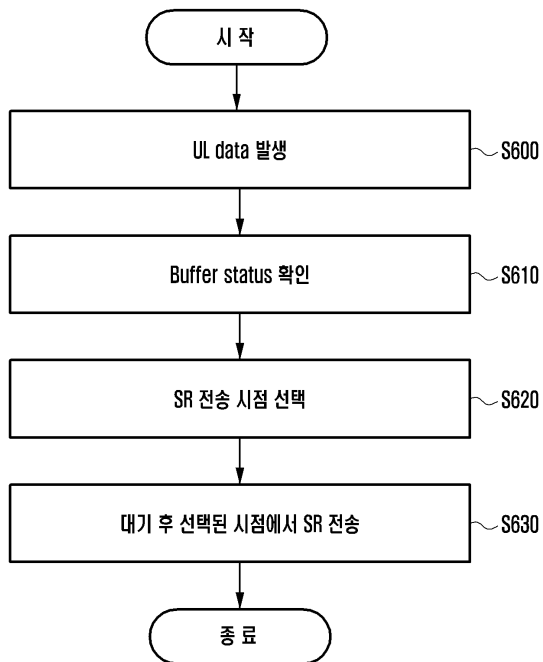 시 작
UL data 발생
S600
Buffer status 확인
S610
SR 전송 시점 선택
S620
대기 후 선택된 시점에서 SR 전송
S630
종 료